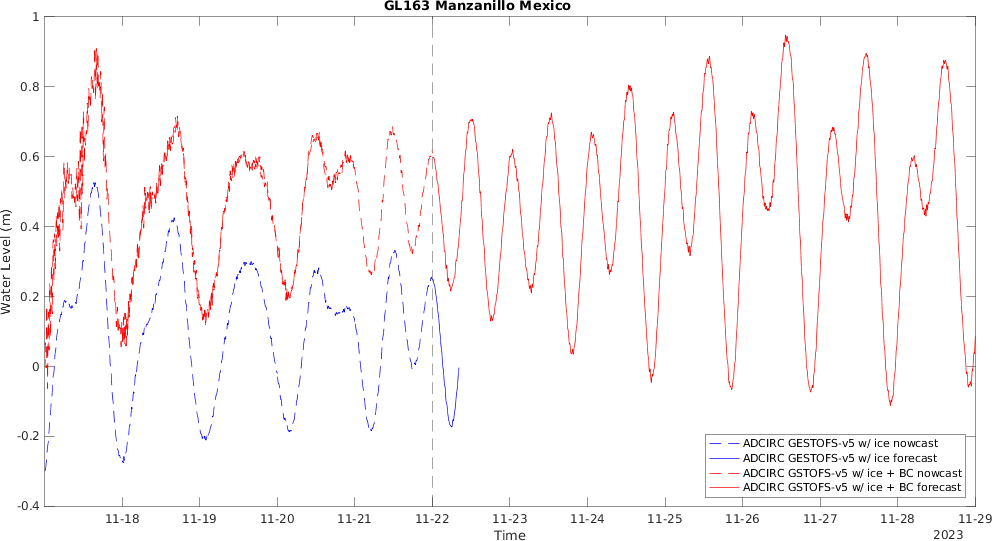 GL163 Manzanillo Mexico
Water Level (m)
1
0.8
0.6
0.4
0.2
0
-0.2
-0.4
ADCIRC GESTOFS-v5 w/ ice nowcast
ADCIRC GESTOFS-v5 w/ ice forecast
ADCIRC GSTOFS-v5 w/ ice + BC nowcast
ADCIRC GSTOFS-v5 w/ ice + BC forecast
11-18 11-19 11-20 11-21 11-22 11-23 11-24 11-25 11-26 11-27 11-28 11-29
Time
2023